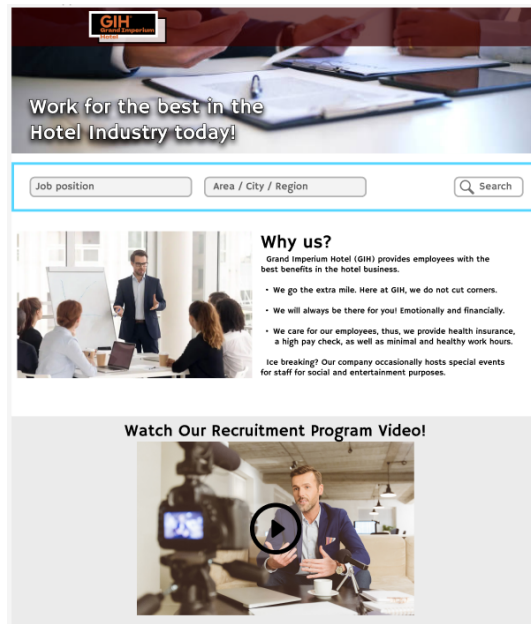 GIH
Grand Imperium
Hotel
Work for the best in the
Hotel Industry today!
Job position
Area / City / Region
Search
Why us?
Grand Imperium Hotel (GIH) provides employees with the
best benefits in the hotel business.
• We go the extra mile. Here at GIH, we do not cut corners.
• We will always be there for you! Emotionally and financially.
• We care for our employees, thus, we provide health insurance,
a high pay check, as well as minimal and healthy work hours.
Ice breaking? Our company occasionally hosts special events
for staff for social and entertainment purposes.
Watch Our Recruitment Program Video!